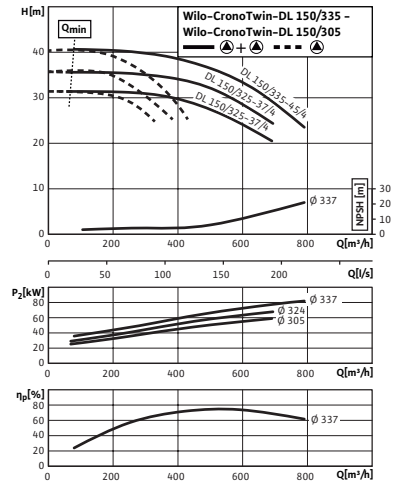 H[m]
Wilo-CronoTwin-DL 150/335 –
Wilo-CronoTwin-DL 150/305
+
Qmin
40
30
20
10
0
DL 150/335-45/4
DL 150/325-37/4
DL 150/325-37/4
Ø 337
NPSH [m]
30
20
10
0
0 200 400 600 800 Q[m³/h]
0 50 100 150 200 Q[l/s]
P₂[kW]
80
60
40
20
0
Ø 337
Ø 324
Ø 305
0 200 400 600 800 Q[m³/h]
ηp[%]
80
60
40
20
0
Ø 337
0 200 400 600 800 Q[m³/h]